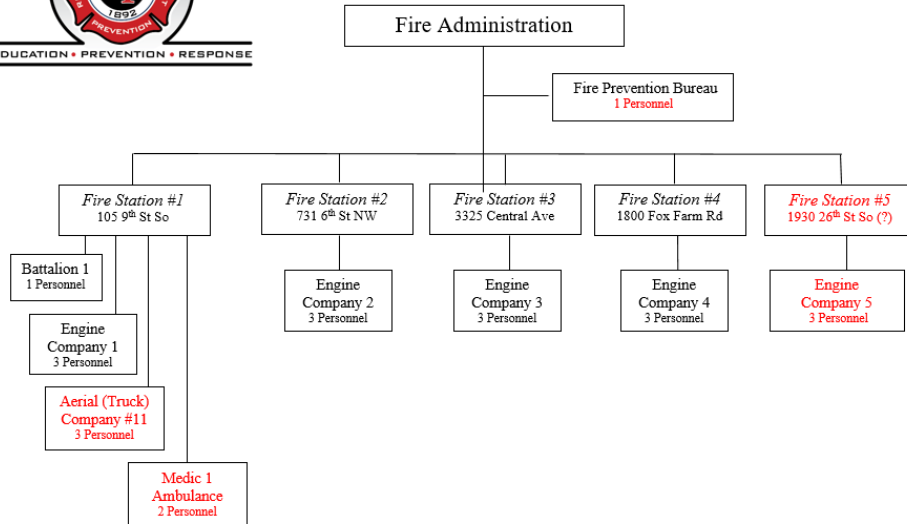 1892
PREVENTION
DUCATION • PREVENTION • RESPONSE
Fire Administration
Fire Prevention Bureau
1 Personnel
Fire Station #1
105 9th St So
Fire Station #2
731 6th St NW
Fire Station #3
3325 Central Ave
Fire Station #4
1800 Fox Farm Rd
Fire Station #5
1930 26th St So (?)
Battalion 1
1 Personnel
Engine
Company 1
3 Personnel
Aerial (Truck)
Company #11
3 Personnel
Medic 1
Ambulance
2 Personnel
Engine
Company 2
3 Personnel
Engine
Company 3
3 Personnel
Engine
Company 4
3 Personnel
Engine
Company 5
3 Personnel